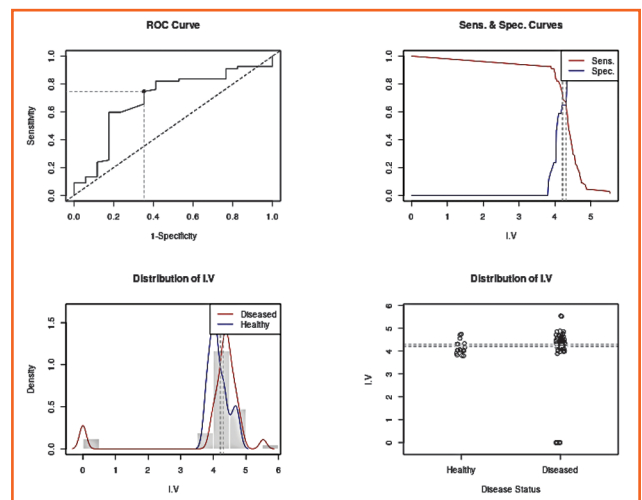 ROC Curve
Sensitivity
1.0
0.8
0.6
0.4
0.2
0.0
0.0 0.2 0.4 0.6 0.8 1.0
1-Specificity
Sens. & Spec. Curves
Sens.
Spec.
1.0
0.8
0.6
0.4
0.2
0.0
0 1 2 3 4 5
I.V
Distribution of I.V
Diseased
Healthy
Density
1.5
1.0
0.5
0.0
0 1 2 3 4 5 6
I.V
Distribution of I.V
I.V
6
5
4
3
2
1
0
Healthy Diseased
Disease Status